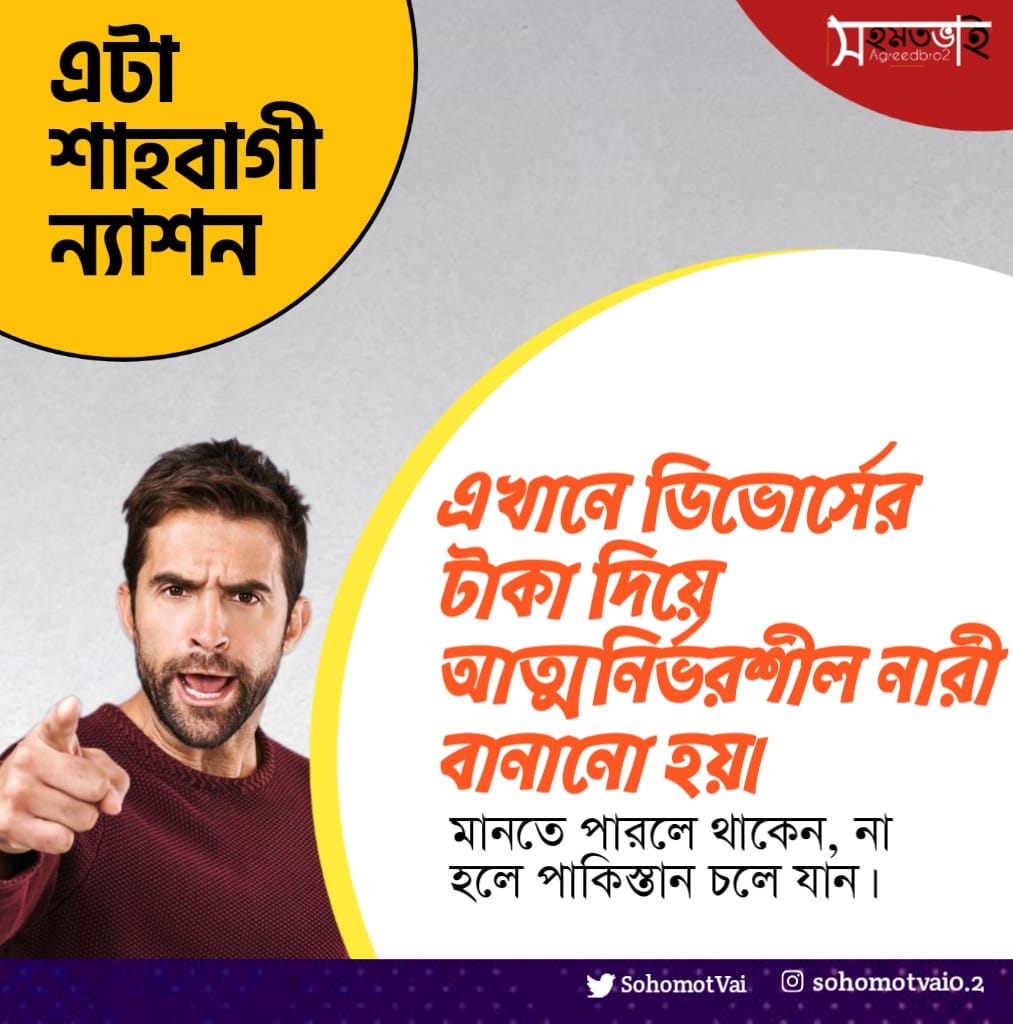 এটা
শাহবাগী
ন্যাশন
সহমতভাই
Agreedbro2
এখানে ডিভোর্সের
টাকা দিয়ে
আত্মনির্ভরশীল নারী
বানানো হয়।
মানতে পারলে থাকেন, না
হলে পাকিস্তান চলে যান।
SohomotVai sohomotvaio.2